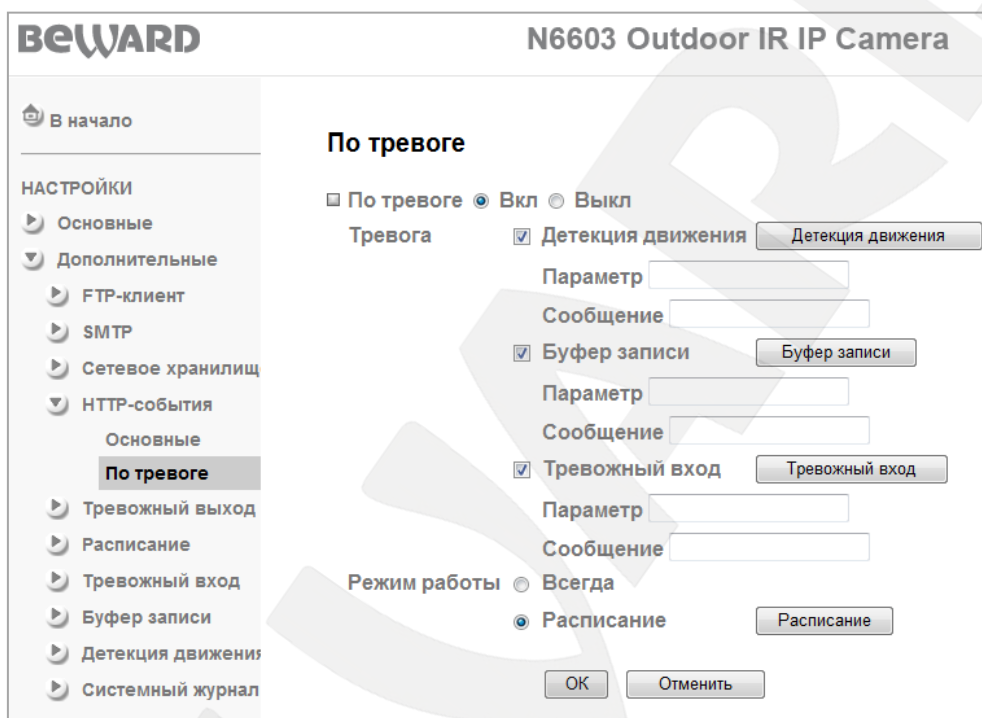 BEWARD
N6603 Outdoor IR IP Camera
В начало
НАСТРОЙКИ
Основные
Дополнительные
FTP-клиент
SMTP
Сетевое хранилищ
HTTP-события
Основные
По тревоге
Тревожный выход
Расписание
Тревожный вход
Буфер записи
Детекция движения
Системный журнал
По тревоге
По тревоге Вкл Выкл
Тревога Детекция движения Детекция движения
Параметр
Сообщение
Буфер записи Буфер записи
Параметр
Сообщение
Тревожный вход Тревожный вход
Параметр
Сообщение
Режим работы Всегда
Расписание Расписание
OK Отменить